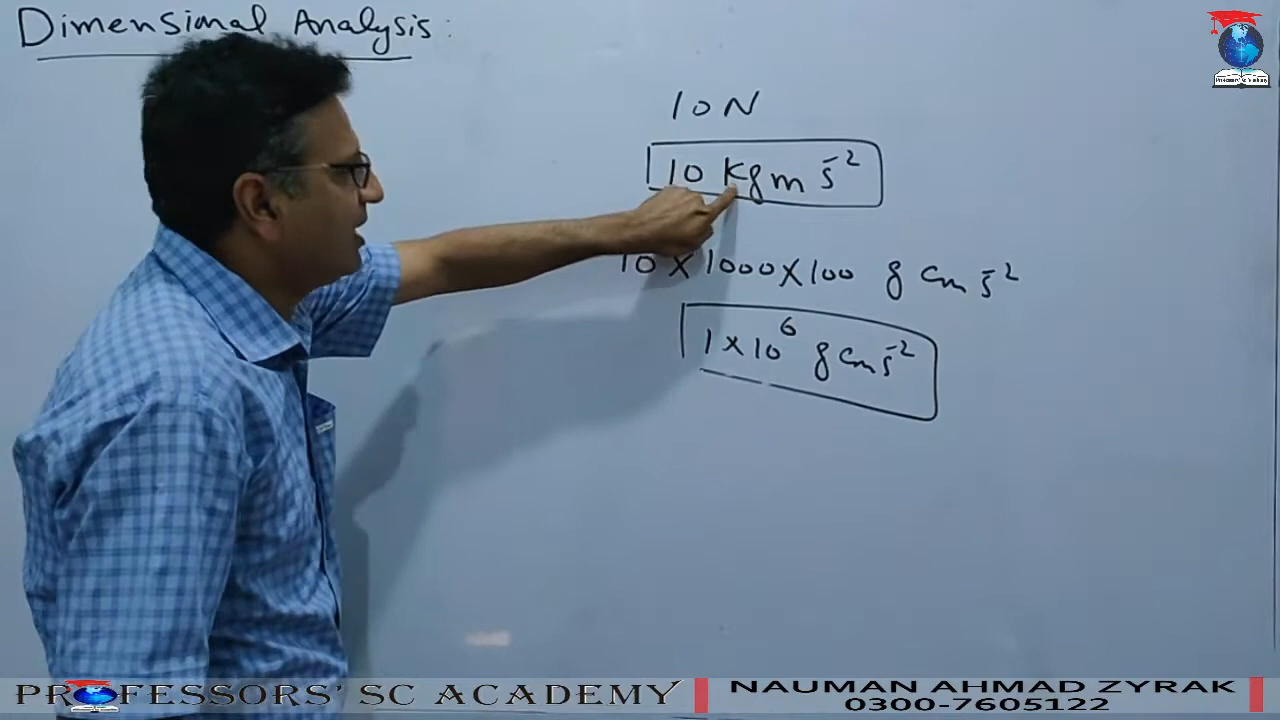 Dimensional Analysis:
10 N
10 Kg m s⁻²
10 X 1000 X 100 g cm s⁻²
1 X 10⁶ g cm s⁻²
PROFESSORS' SC ACADEMY
NAUMAN AHMAD ZYRAK
0300-7605122